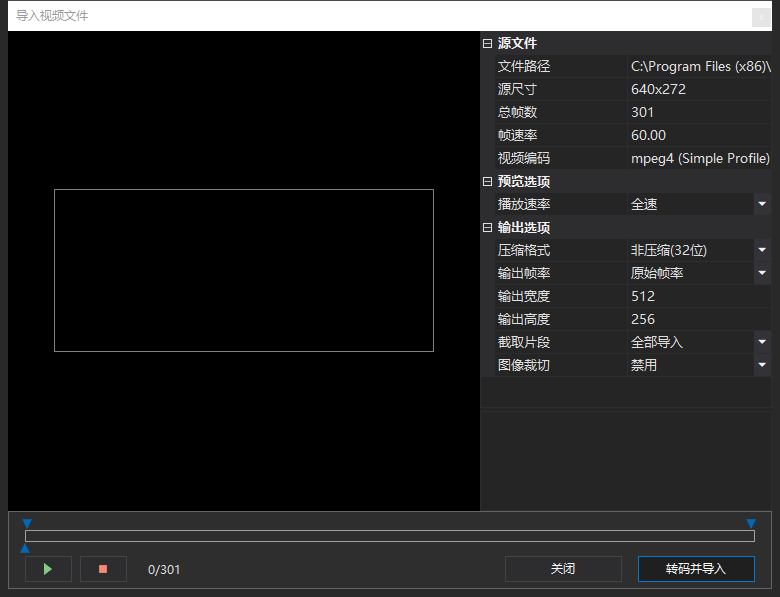 导入视频文件
源文件
文件路径 C:\Program Files (x86)\
源尺寸 640x272
总帧数 301
帧速率 60.00
视频编码 mpeg4 (Simple Profile)
预览选项
播放速率 全速
输出选项
压缩格式 非压缩(32位)
输出帧率 原始帧率
输出宽度 512
输出高度 256
截取片段 全部导入
图像裁切 禁用
0/301 关闭 转码并导入